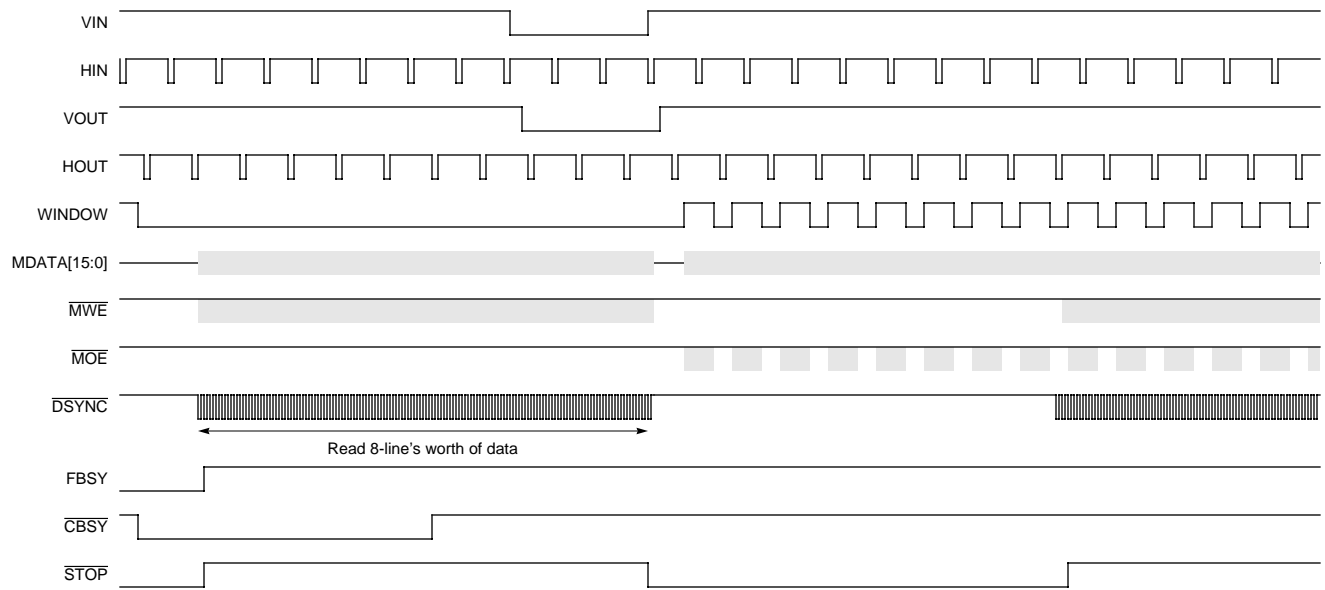 VIN
HIN
VOUT
HOUT
WINDOW
MDATA[15:0]
MWE
MOE
DSYNC
Read 8-line's worth of data
FBSY
CBSY
STOP